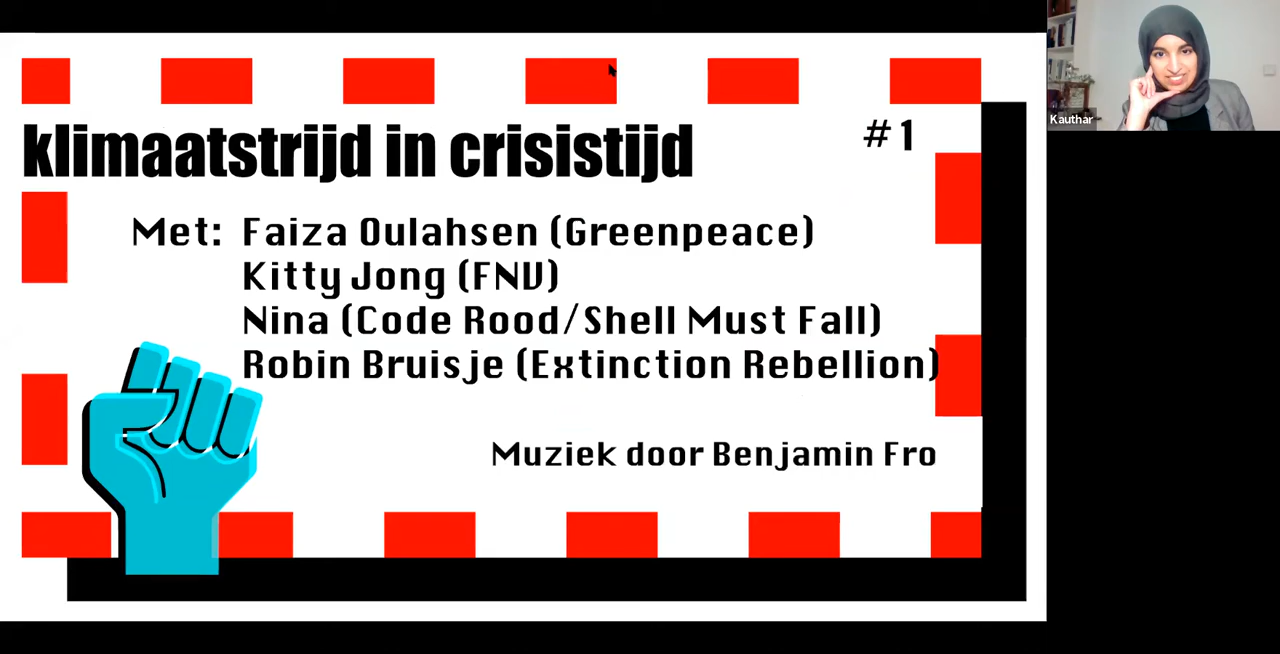 klimaatstrijd in crisistijd
#1
Met: Faiza Oulahsen (Greenpeace)
Kitty Jong (FNV)
Nina (Code Rood/Shell Must Fall)
Robin Bruisje (Extinction Rebellion)
Muziek door Benjamin Fro
Kauthar